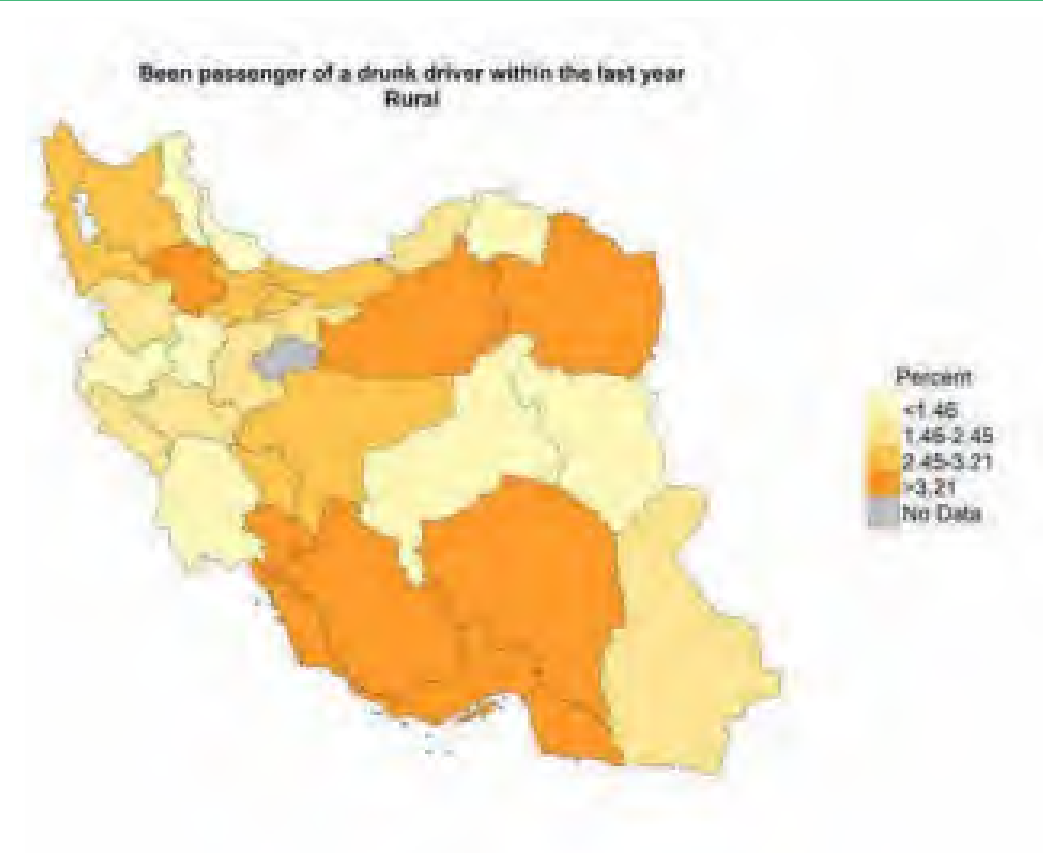 Been passenger of a drunk driver within the last year
Rural
Percent
<1.46
1.46-2.45
2.45-3.21
>3.21
No Data